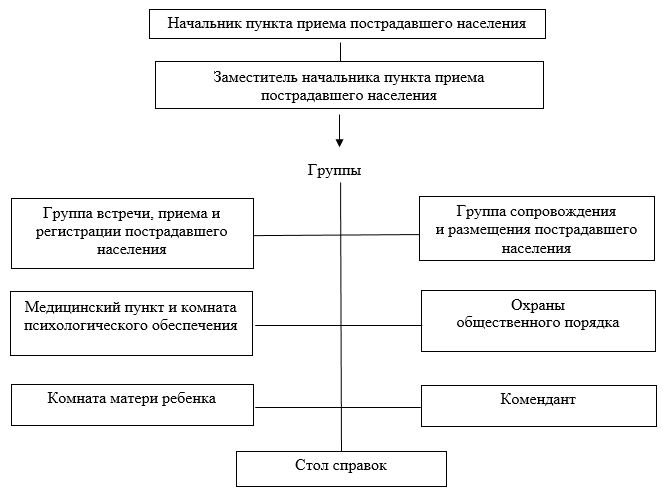 Начальник пункта приема пострадавшего населения
Заместитель начальника пункта приема
пострадавшего населения
Группы
Группа встречи, приема и
регистрации пострадавшего
населения
Группа сопровождения
и размещения пострадавшего
населения
Медицинский пункт и комната
психологического обеспечения
Охраны
общественного порядка
Комната матери ребенка
Комендант
Стол справок